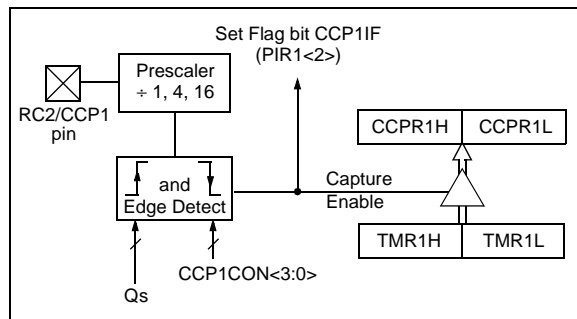 Set Flag bit CCP1IF
(PIR1<2>)
Prescaler
÷ 1, 4, 16
RC2/CCP1
pin
CCPR1H CCPR1L
and
Edge Detect
Capture
Enable
TMR1H TMR1L
CCP1CON<3:0>
Qs